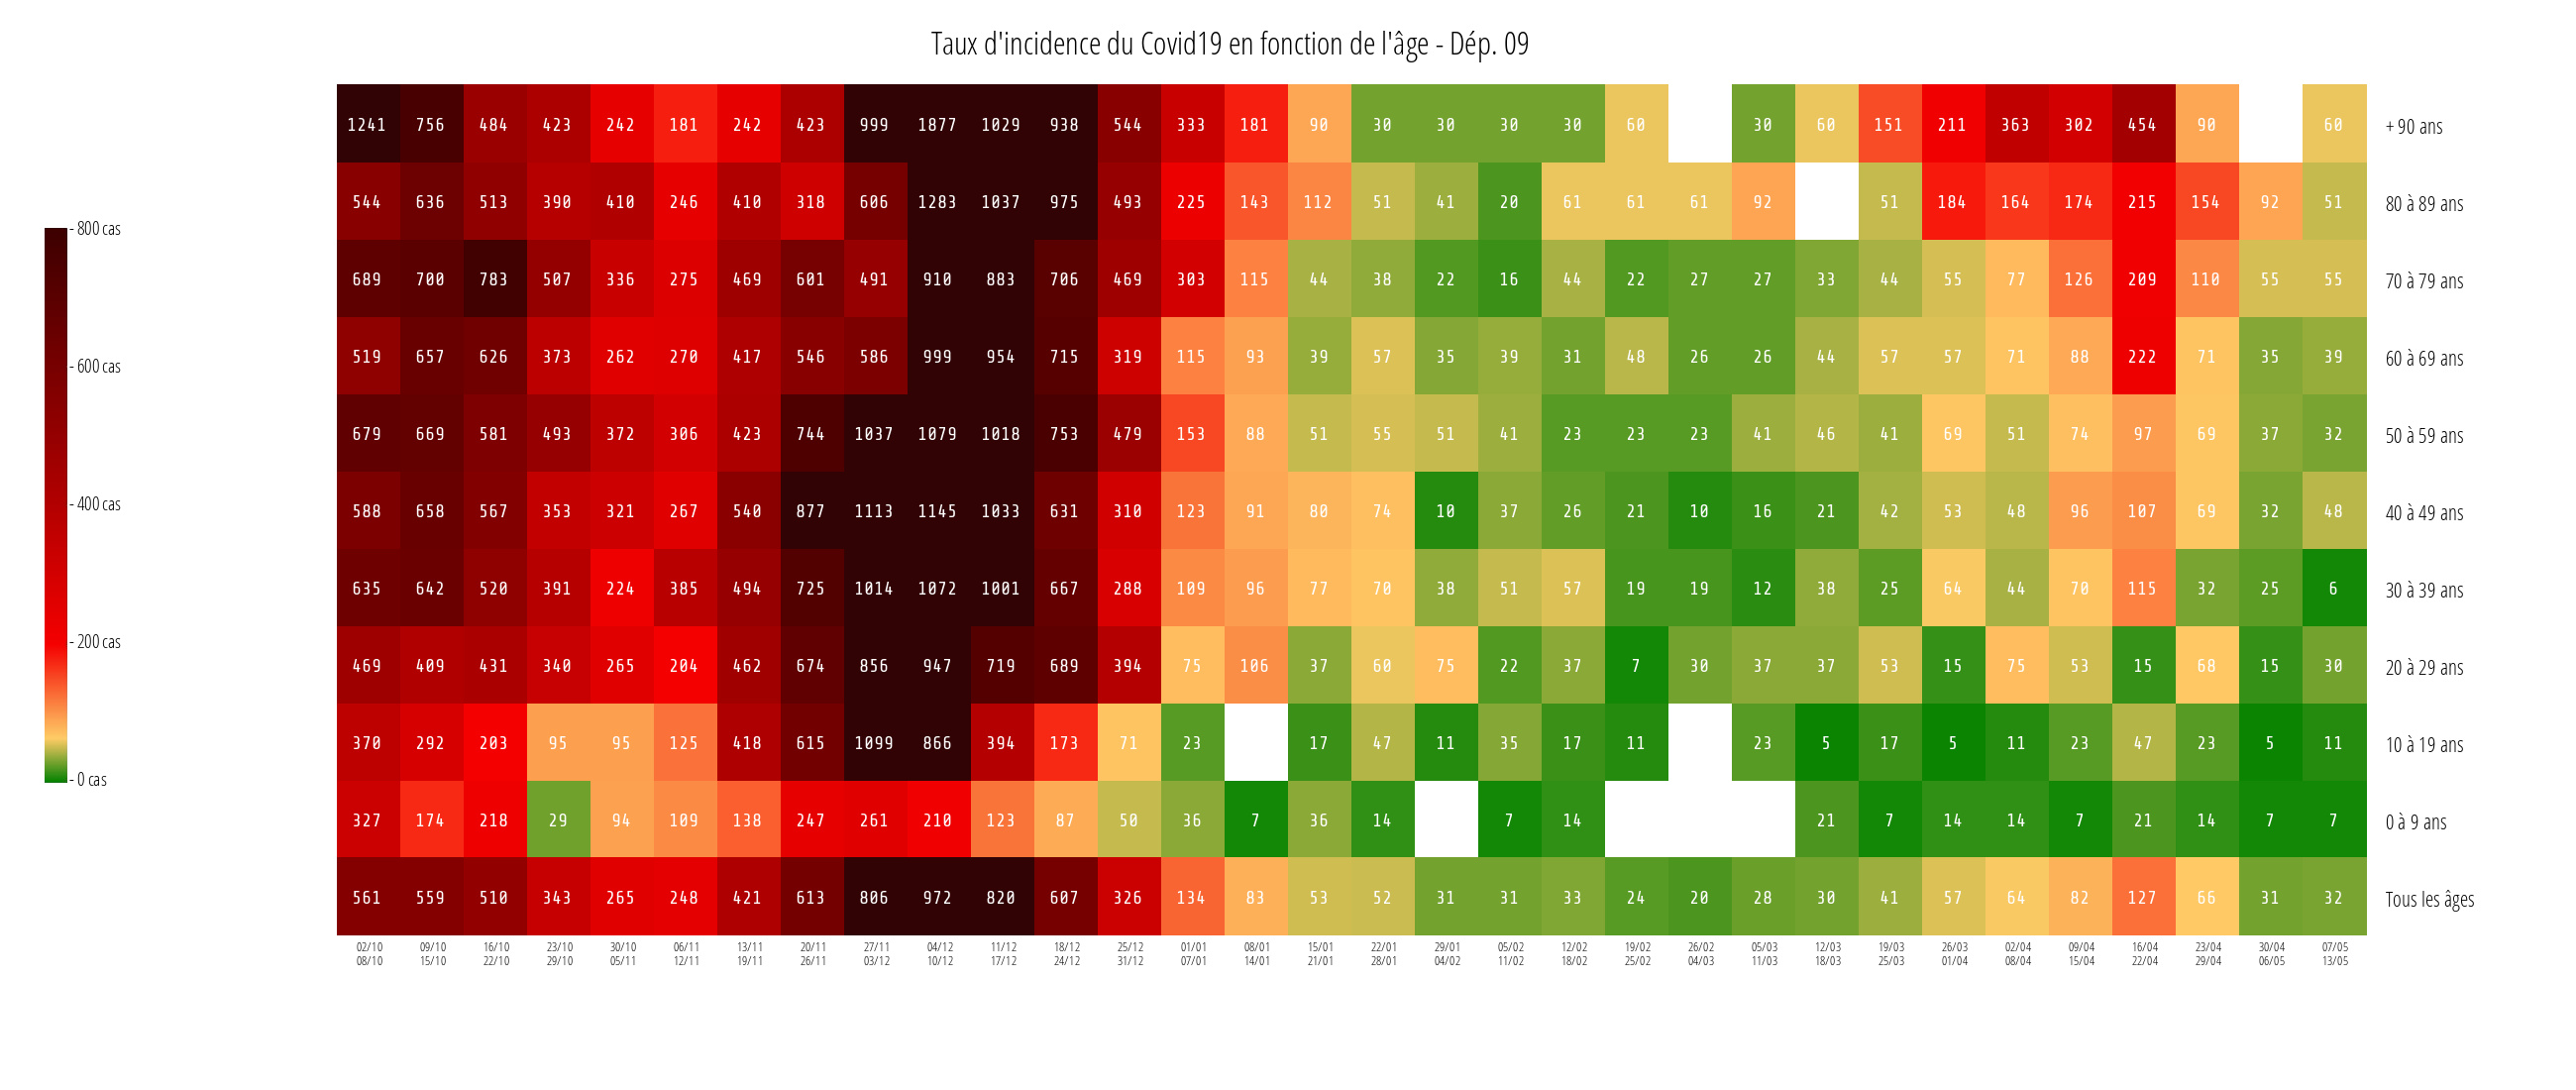 Taux d'incidence du Covid19 en fonction de l'âge - Dép. 09
1241 756 484 423 242 181 242 423 999 1877 1029 938 544 333 181 90 30 30 30 30 60 30 60 151 211 363 302 454 90 60 + 90 ans
544 636 513 390 410 246 410 318 606 1283 1037 975 493 225 143 112 51 41 20 61 61 61 92 51 184 164 174 215 154 92 51 80 à 89 ans
689 700 783 507 336 275 469 601 491 910 883 706 469 303 115 44 38 22 16 44 22 27 27 33 44 55 77 126 209 110 55 55 70 à 79 ans
519 657 626 373 262 270 417 546 586 999 954 715 319 115 93 39 57 35 39 31 48 26 26 44 57 57 71 88 222 71 35 39 60 à 69 ans
679 669 581 493 372 306 423 744 1037 1079 1018 753 479 153 88 51 55 51 41 23 23 23 41 46 41 69 51 74 97 69 37 32 50 à 59 ans
588 658 567 353 321 267 540 877 1113 1145 1033 631 310 123 91 80 74 10 37 26 21 10 16 21 42 53 48 96 107 69 32 48 40 à 49 ans
635 642 520 391 224 385 494 725 1014 1072 1001 667 288 109 96 77 70 38 51 57 19 19 12 38 25 64 44 70 115 32 25 6 30 à 39 ans
469 409 431 340 265 204 462 674 856 947 719 689 394 75 106 37 60 75 22 37 7 30 37 37 53 15 75 53 15 68 15 30 20 à 29 ans
370 292 203 95 95 125 418 615 1099 866 394 173 71 23 17 47 11 35 17 11 23 5 17 5 11 23 47 23 5 11 10 à 19 ans
327 174 218 29 94 109 138 247 261 210 123 87 50 36 7 36 14 7 14 21 7 14 14 7 21 14 7 7 0 à 9 ans
561 559 510 343 265 248 421 613 806 972 820 607 326 134 83 53 52 31 31 33 24 20 28 30 41 57 64 82 127 66 31 32 Tous les âges
02/10 09/10 16/10 23/10 30/10 06/11 13/11 20/11 27/11 04/12 11/12 18/12 25/12 01/01 08/01 15/01 22/01 29/01 05/02 12/02 19/02 26/02 05/03 12/03 19/03 26/03 02/04 09/04 16/04 23/04 30/04 07/05
08/10 15/10 22/10 29/10 05/11 12/11 19/11 26/11 03/12 10/12 17/12 24/12 31/12 07/01 14/01 21/01 28/01 04/02 11/02 18/02 25/02 04/03 11/03 18/03 25/03 01/04 08/04 15/04 22/04 29/04 06/05 13/05
- 800 cas
- 600 cas
- 400 cas
- 200 cas
- 0 cas